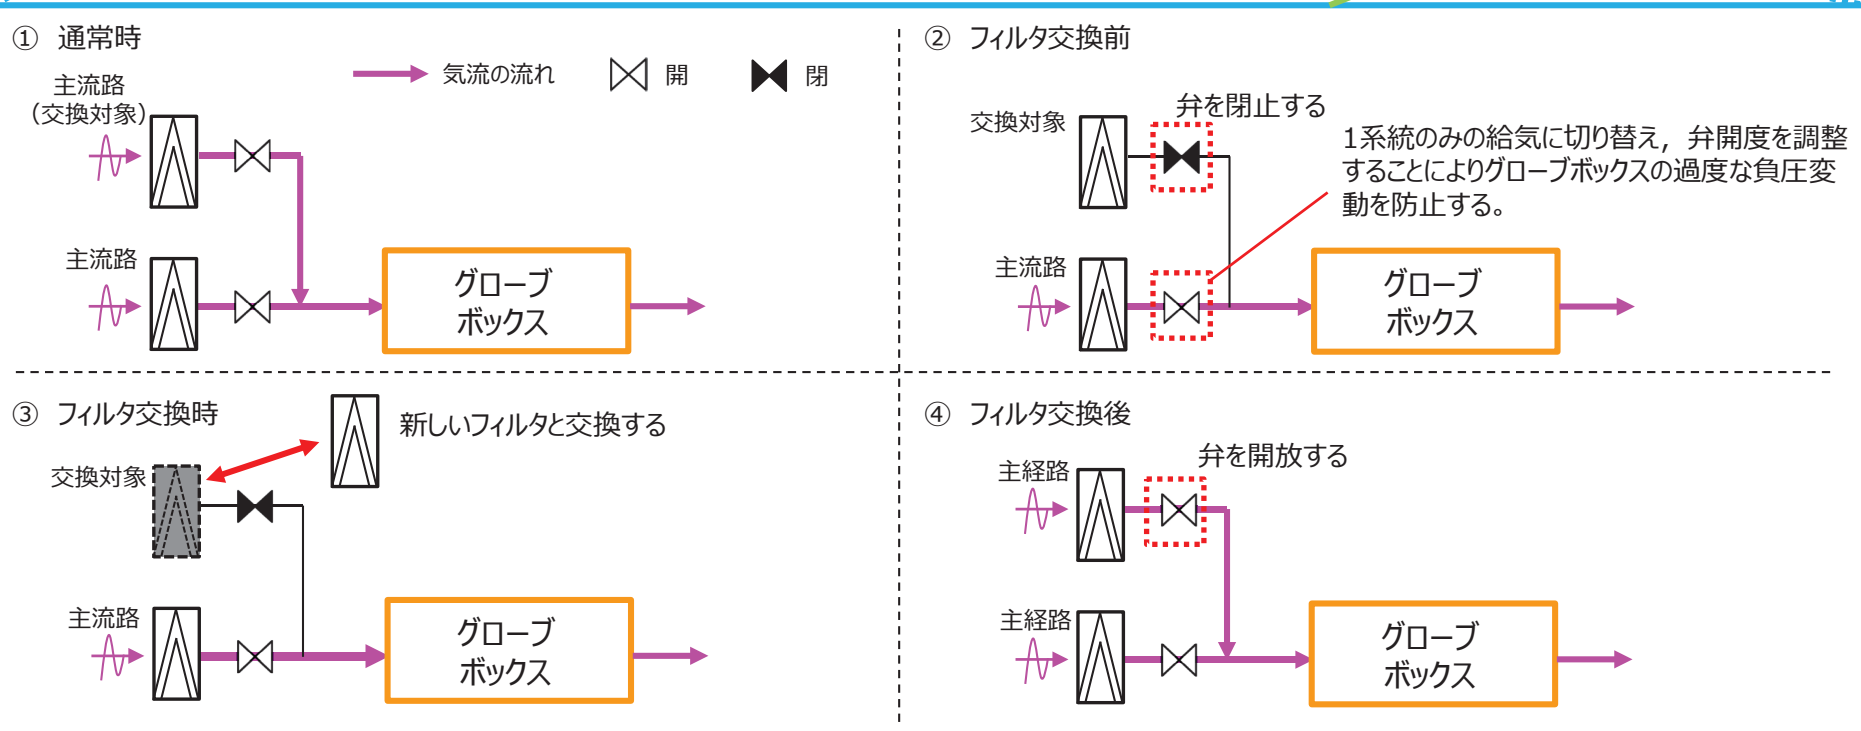 ① 通常時
主流路
（交換対象）
気流の流れ
開
閉
主流路
グローブ
ボックス
② フィルタ交換前
交換対象
弁を閉止する
1系統のみの給気に切り替え，弁開度を調整
することによりグローブボックスの過度な負圧変
動を防止する。
主流路
グローブ
ボックス
③ フィルタ交換時
新しいフィルタと交換する
交換対象
主流路
グローブ
ボックス
④ フィルタ交換後
弁を開放する
主経路
主経路
グローブ
ボックス